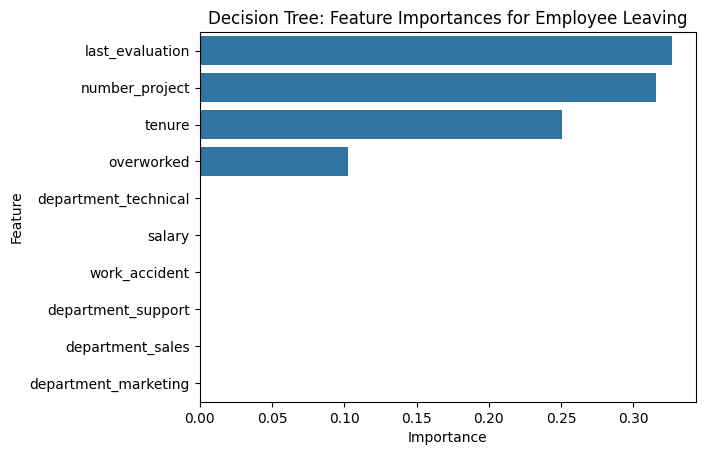 Decision Tree: Feature Importances for Employee Leaving
last_evaluation
number_project
tenure
overworked
department_technical
salary
work_accident
department_support
department_sales
department_marketing
Feature
0.00 0.05 0.10 0.15 0.20 0.25 0.30
Importance